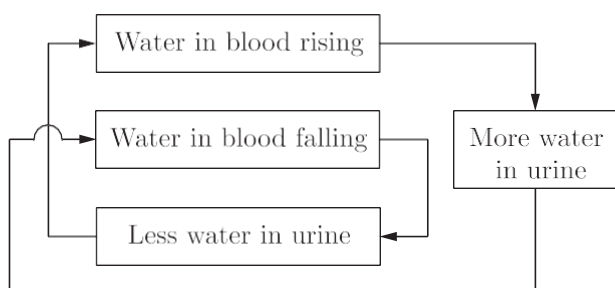 Water in blood rising
Water in blood falling
More water
in urine
Less water in urine